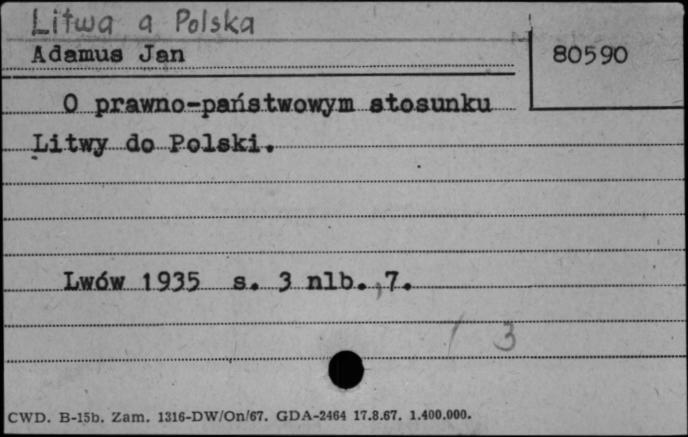 Litwa a Polska
Adamus Jan
80590
O prawno-państwowym stosunku
Litwy do Polski.
Lwów 1935 s. 3 nlb.,7.
/ 3
CWD. B-15b. Zam. 1316-DW/On/67. GDA-2464 17.8.67. 1.400.000.